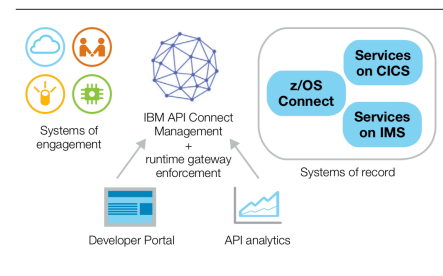 Systems of
engagement
IBM API Connect
Management
+
runtime gateway
enforcement
z/OS
Connect
Services
on CICS
Services
on IMS
Systems of record
Developer Portal
API analytics